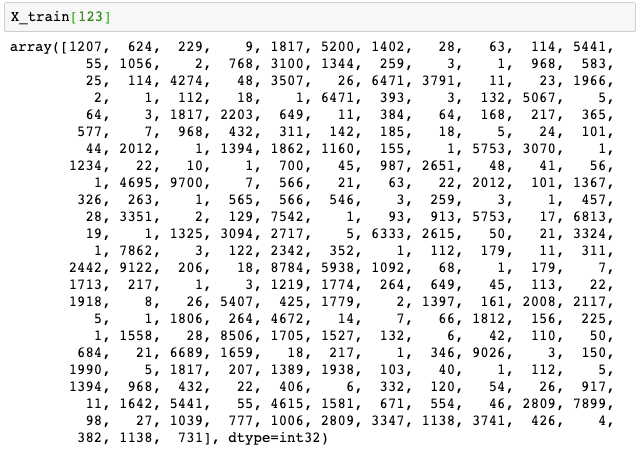 X_train[123]
array([1207,  624,  229,    9, 1817, 5200, 1402,   28,   63,  114, 5441,
         55, 1056,    2,  768, 3100, 1344,  259,    3,    1,  968,  583,
         25,  114, 4274,   48, 3507,   26, 6471, 3791,   11,   23, 1966,
          2,    1,  112,   18,    1, 6471,  393,    3,  132, 5067,    5,
         64,    3, 1817, 2203,  649,   11,  384,   64,  168,  217,  365,
        577,    7,  968,  432,  311,  142,  185,   18,    5,   24,  101,
         44, 2012,    1, 1394, 1862, 1160,  155,    1, 5753, 3070,    1,
       1234,   22,   10,    1,  700,   45,  987, 2651,   48,   41,   56,
          1, 4695, 9700,    7,  566,   21,   63,   22, 2012,  101, 1367,
        326,  263,    1,  565,  566,  546,    3,  259,    3,    1,  457,
         28, 3351,    2,  129, 7542,    1,   93,  913, 5753,   17, 6813,
         19,    1, 1325, 3094, 2717,    5, 6333, 2615,   50,   21, 3324,
          1, 7862,    3,  122, 2342,  352,    1,  112,  179,   11,  311,
       2442, 9122,  206,   18, 8784, 5938, 1092,   68,    1,  179,    7,
       1713,  217,    1,    3, 1219, 1774,  264,  649,   45,  113,   22,
       1918,    8,   26, 5407,  425, 1779,    2, 1397,  161, 2008, 2117,
          5,    1, 1806,  264, 4672,   14,    7,   66, 1812,  156,  225,
          1, 1558,   28, 8506, 1705, 1527,  132,    6,   42,  110,   50,
        684,   21, 6689, 1659,   18,  217,    1,  346, 9026,    3,  150,
       1990,    5, 1817,  207, 1389, 1938,  103,   40,    1,  112,    5,
       1394,  968,  432,   22,  406,    6,  332,  120,   54,   26,  917,
         11, 1642, 5441,   55, 4615, 1581,  671,  554,   46, 2809, 7899,
         98,   27, 1039,  777, 1006, 2809, 3347, 1138, 3741,  426,    4,
        382, 1138,  731], dtype=int32)